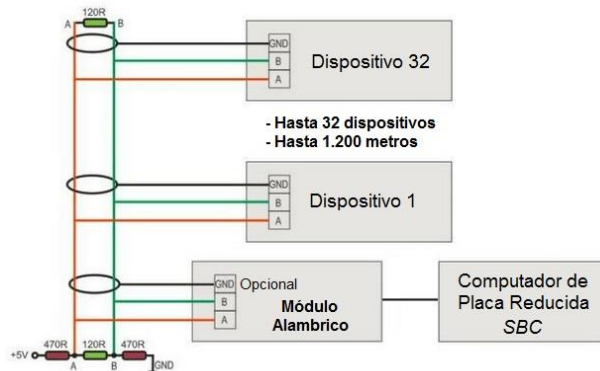 120R
A B
GND
B
A
Dispositivo 32
- Hasta 32 dispositivos
- Hasta 1.200 metros
GND
B
A
Dispositivo 1
GND Opcional
B
A
Módulo
Alambrico
Computador de
Placa Reducida
SBC
470R 120R 470R
+5V
A B GND